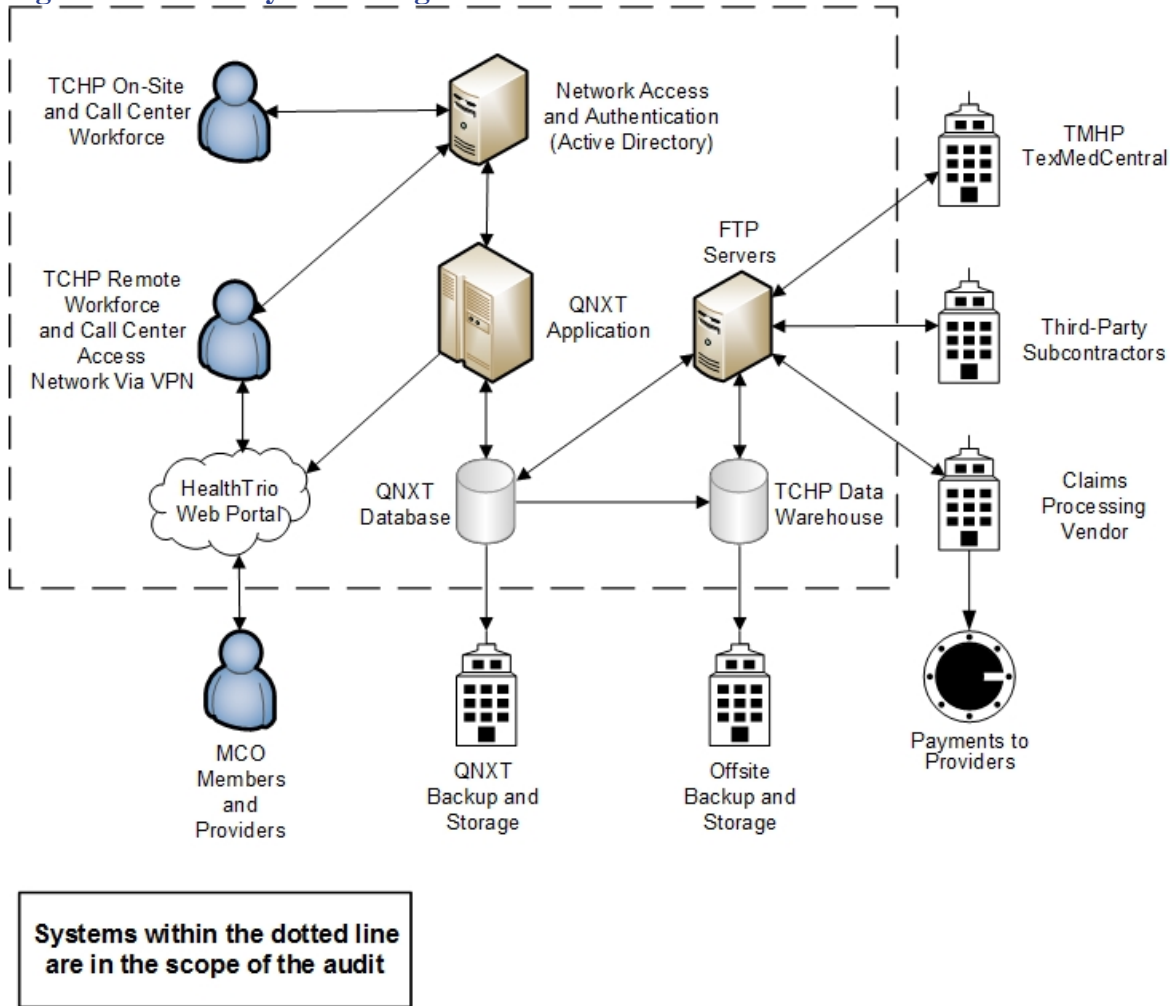 TCHP On-Site
and Call Center
Workforce
Network Access
and Authentication
(Active Directory)
TMHP
TexMedCentral
FTP
Servers
TCHP Remote
Workforce
and Call Center
Access
Network Via VPN
QNXT
Application
Third-Party
Subcontractors
HealthTrio
Web Portal
QNXT
Database
TCHP Data
Warehouse
Claims
Processing
Vendor
MCO
Members
and
Providers
QNXT
Backup and
Storage
Offsite
Backup and
Storage
Payments to
Providers
Systems within the dotted line
are in the scope of the audit